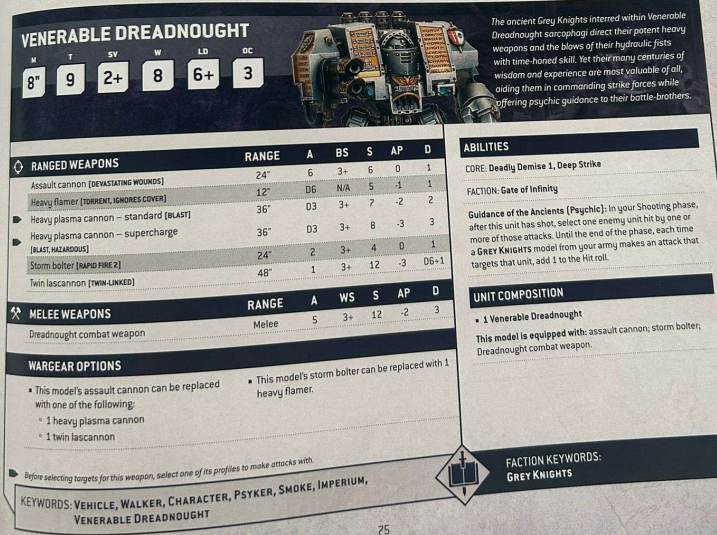 VENERABLE DREADNOUGHT
M T SV W LD OC
8" 9 2+ 8 6+ 3
The ancient Grey Knights interred within Venerable
Dreadnought sarcophagi direct their potent heavy
weapons and the blows of their hydraulic fists
with time-honed skill. Yet their many centuries of
wisdom and experience are most valuable of all,
aiding them in commanding strike forces while
offering psychic guidance to their battle-brothers.
RANGED WEAPONS RANGE A BS S AP D
Assault cannon [DEVASTATING WOUNDS] 24" 6 3+ 6 0 1
Heavy flamer [TORRENT, IGNORES COVER] 12" D6 N/A 5 -1 1
Heavy plasma cannon – standard [BLAST] 36" D3 3+ 7 -2 2
Heavy plasma cannon – supercharge 36" D3 3+ 8 -3 3
[BLAST, HAZARDOUS]
Storm bolter [RAPID FIRE 2] 24" 2 3+ 4 0 1
Twin lascannon [TWIN-LINKED] 48" 1 3+ 12 -3 D6+1
MELEE WEAPONS RANGE A WS S AP D
Dreadnought combat weapon Melee 5 3+ 12 -2 3
WARGEAR OPTIONS
▪ This model's assault cannon can be replaced
with one of the following:
◦ 1 heavy plasma cannon
◦ 1 twin lascannon
▪ This model's storm bolter can be replaced with 1
heavy flamer.
Before selecting targets for this weapon, select one of its profiles to make attacks with.
KEYWORDS: VEHICLE, WALKER, CHARACTER, PSYKER, SMOKE, IMPERIUM,
VENERABLE DREADNOUGHT
ABILITIES
CORE: Deadly Demise 1, Deep Strike
FACTION: Gate of Infinity
Guidance of the Ancients (Psychic): In your Shooting phase,
after this unit has shot, select one enemy unit hit by one or
more of those attacks. Until the end of the phase, each time
a GREY KNIGHTS model from your army makes an attack that
targets that unit, add 1 to the Hit roll.
UNIT COMPOSITION
▪ 1 Venerable Dreadnought
This model is equipped with: assault cannon; storm bolter;
Dreadnought combat weapon.
FACTION KEYWORDS:
GREY KNIGHTS
75